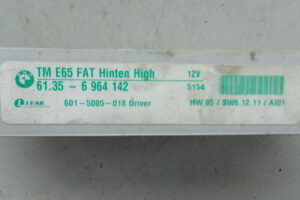 TM E65 FAT Hinten High 12V
61.35 - 6 964 142 5154
LEAR 601-5005-018 Driver HW 05 / SW6.12.11 / AI01